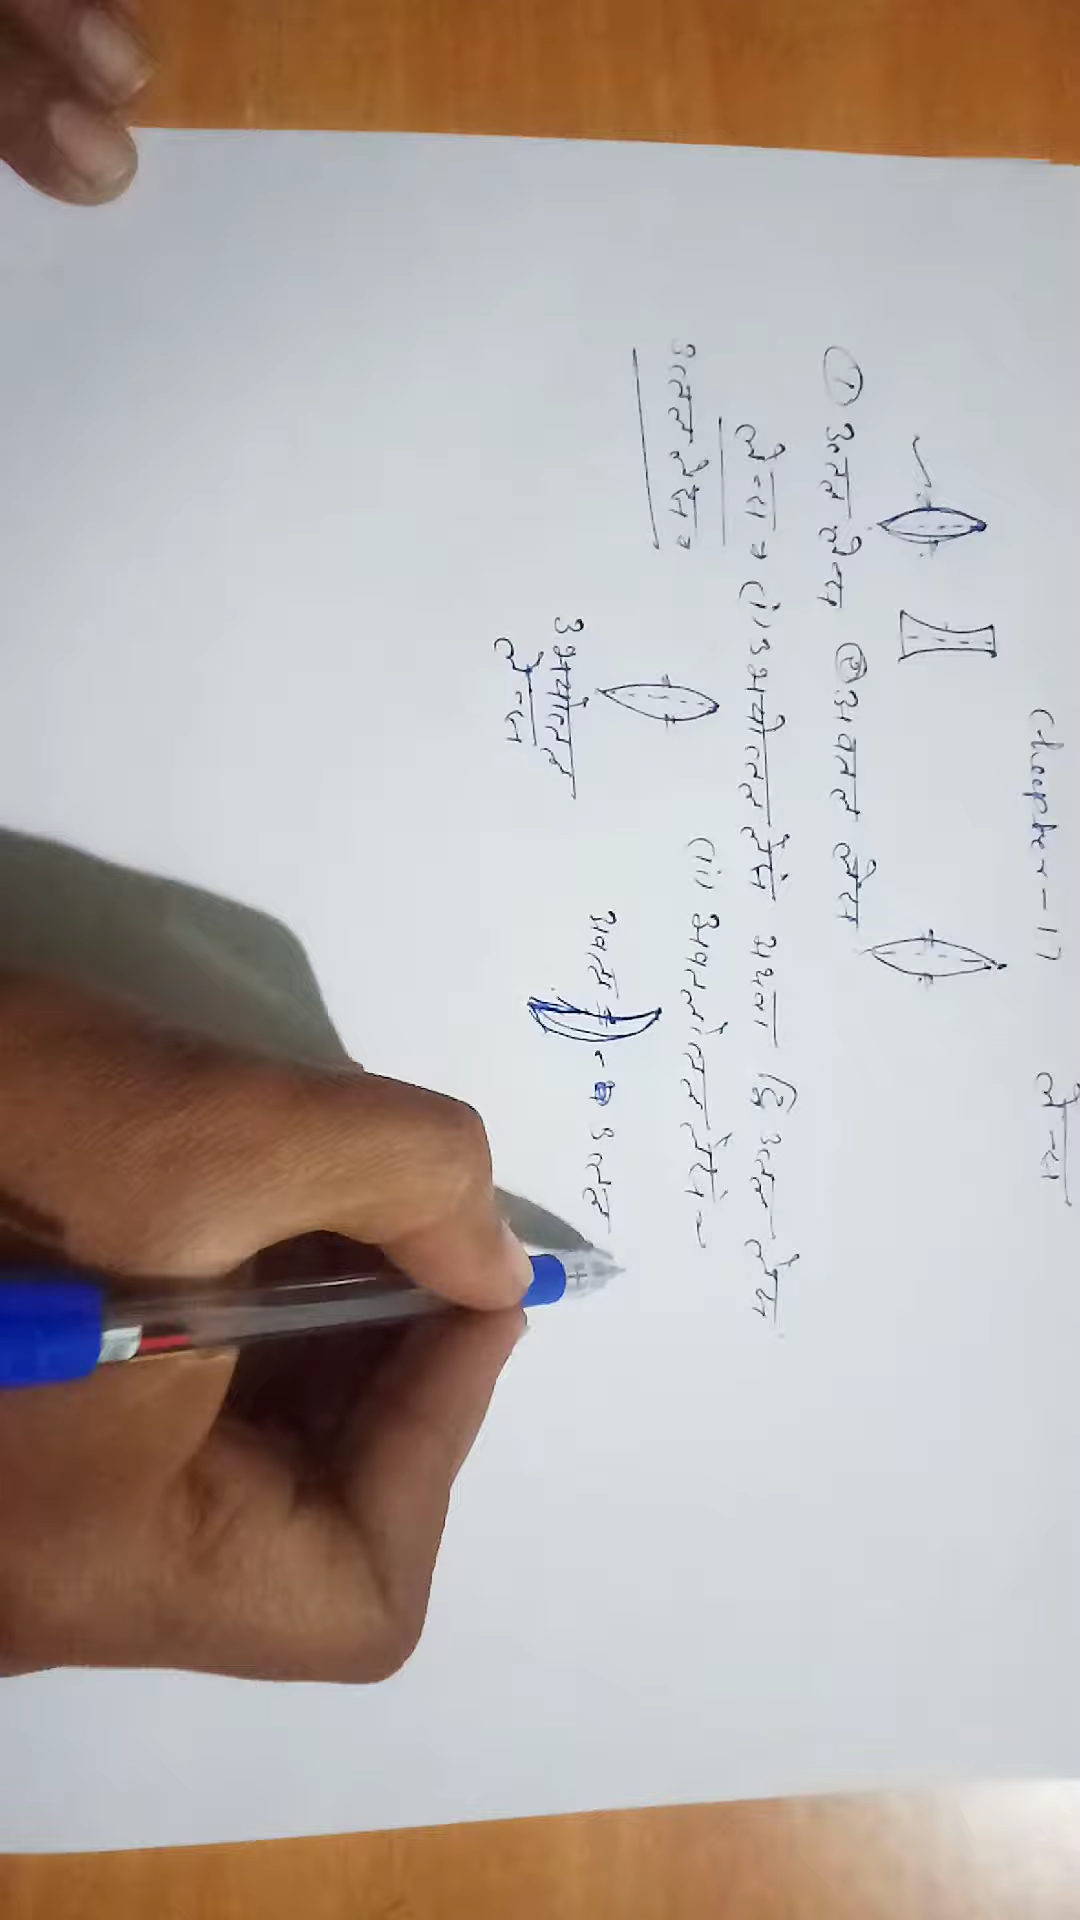 Chapter-17 लेन्स
① उत्तल लेन्स ② अवतल लेंस
लेन्स → (i) उभयोत्तल लेंस अथवा द्वि उत्तल लेंस
उत्तल लेंस → (ii) अवतलोत्तल लेंस -
अवतल उत्तल
उभयोत्तल
लेन्स